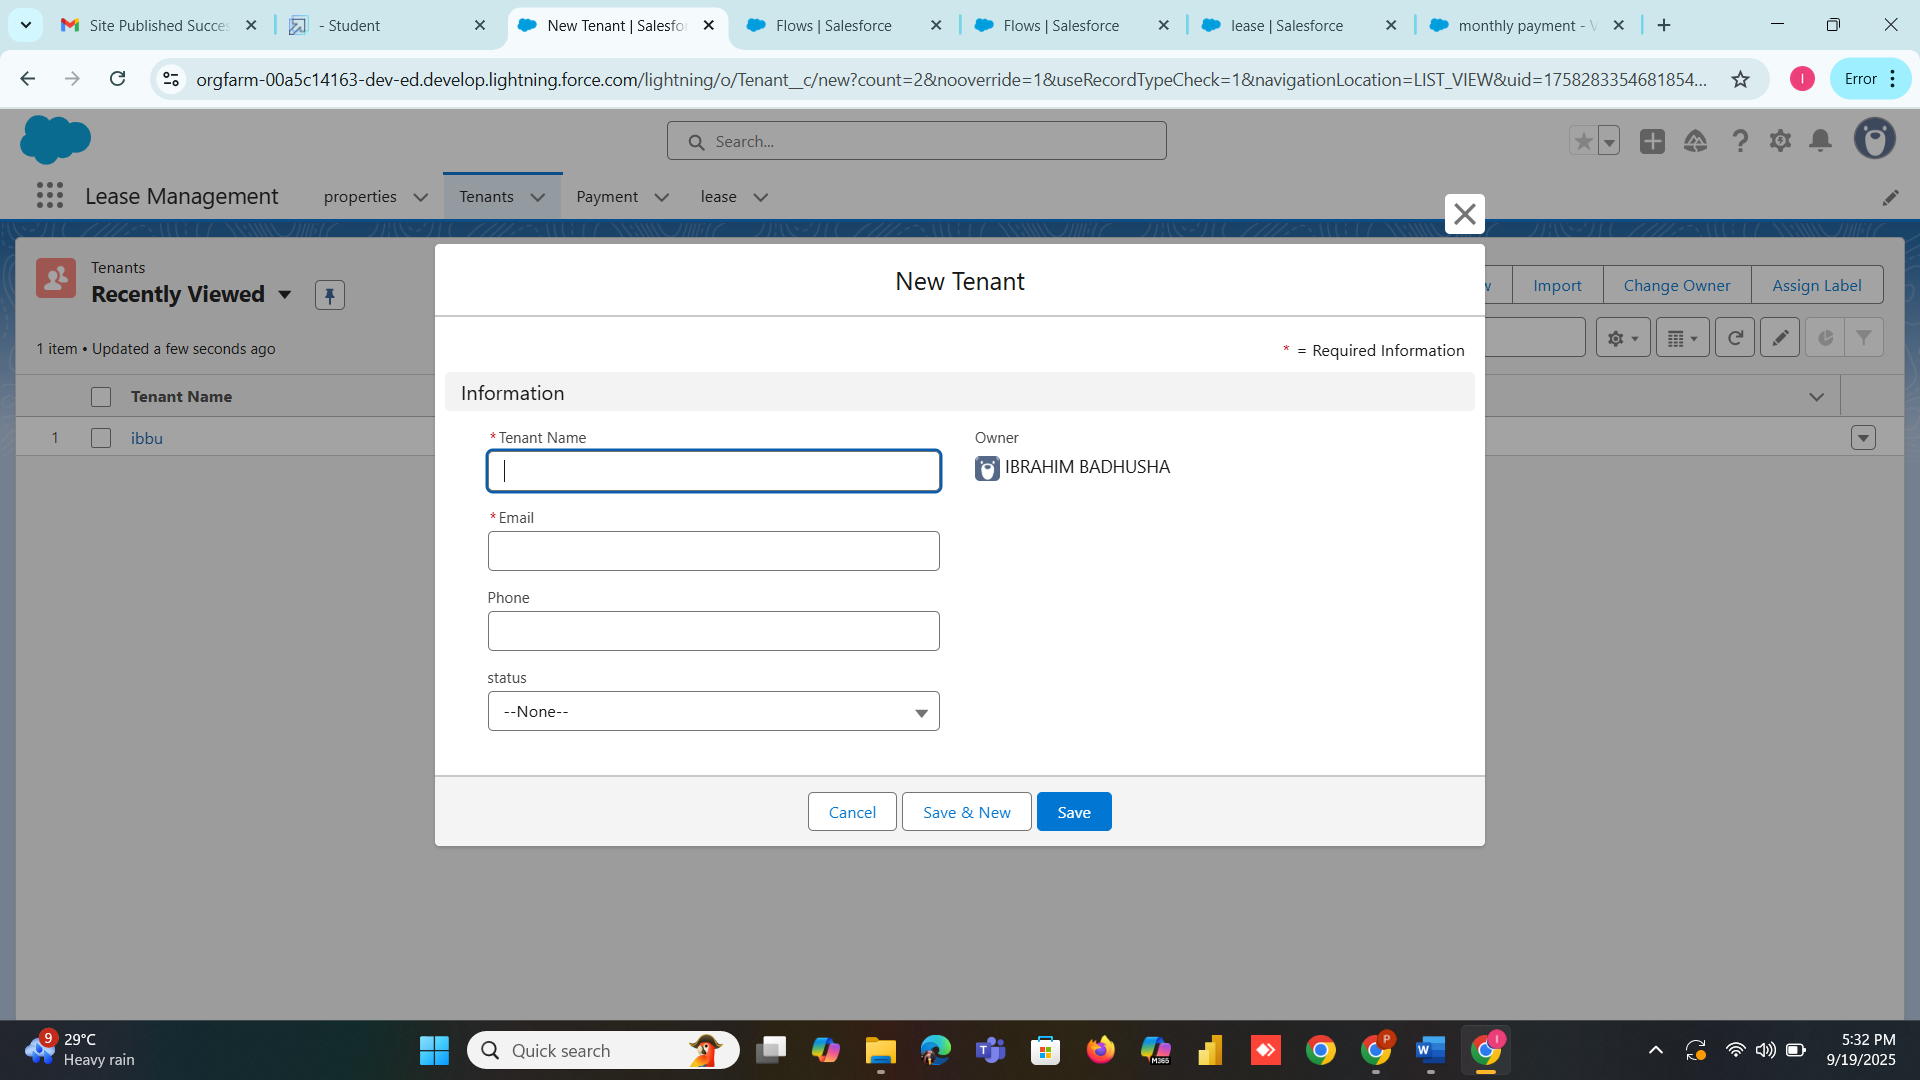 Site Published Succes
- Student
New Tenant | Salesfor
Flows | Salesforce
Flows | Salesforce
lease | Salesforce
monthly payment - V
orgfarm-00a5c14163-dev-ed.develop.lightning.force.com/lightning/o/Tenant__c/new?count=2&nooverride=1&useRecordTypeCheck=1&navigationLocation=LIST_VIEW&uid=1758283354681854...
I
Error
Search...
Lease Management
properties
Tenants
Payment
lease
Tenants
Recently Viewed
Import
Change Owner
Assign Label
1 item • Updated a few seconds ago
Tenant Name
1
ibbu
New Tenant
* = Required Information
Information
*Tenant Name
Owner
IBRAHIM BADHUSHA
*Email
Phone
status
--None--
Cancel
Save & New
Save
9
29°C
Heavy rain
Quick search
M365
P
I
5:32 PM
9/19/2025